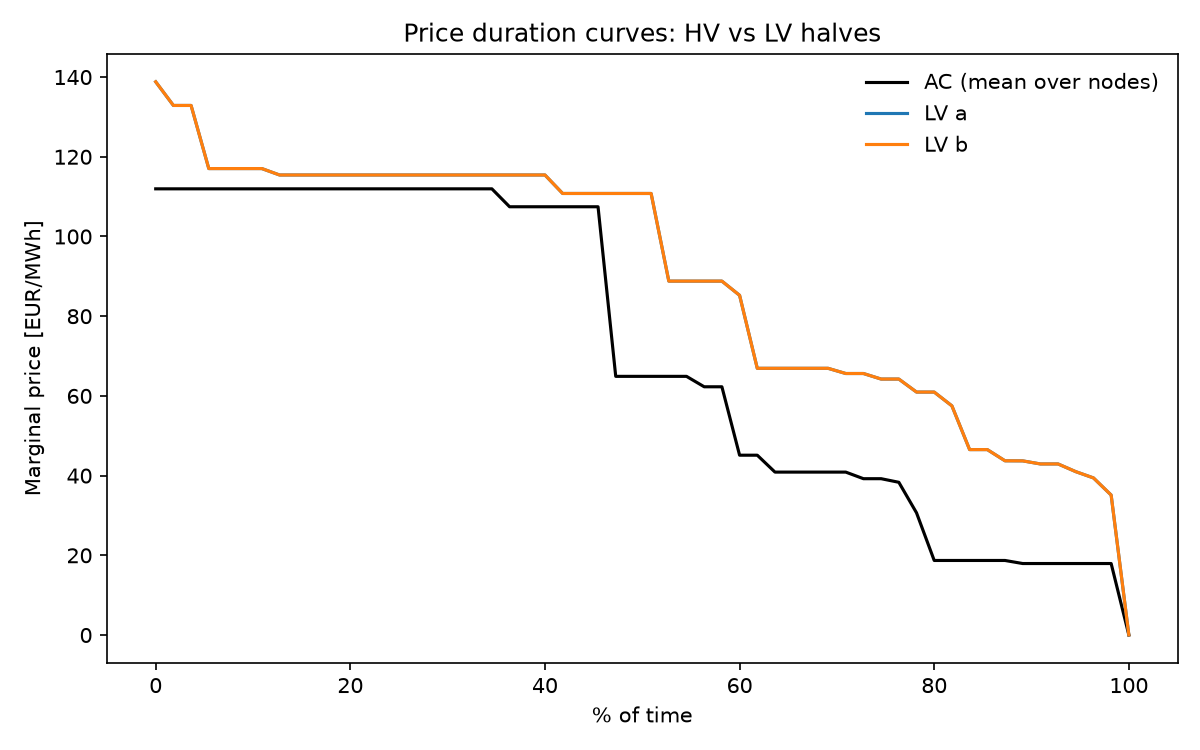 Price duration curves: HV vs LV halves
AC (mean over nodes)
LV a
LV b
Marginal price [EUR/MWh]
140
120
100
80
60
40
20
0
0 20 40 60 80 100
% of time